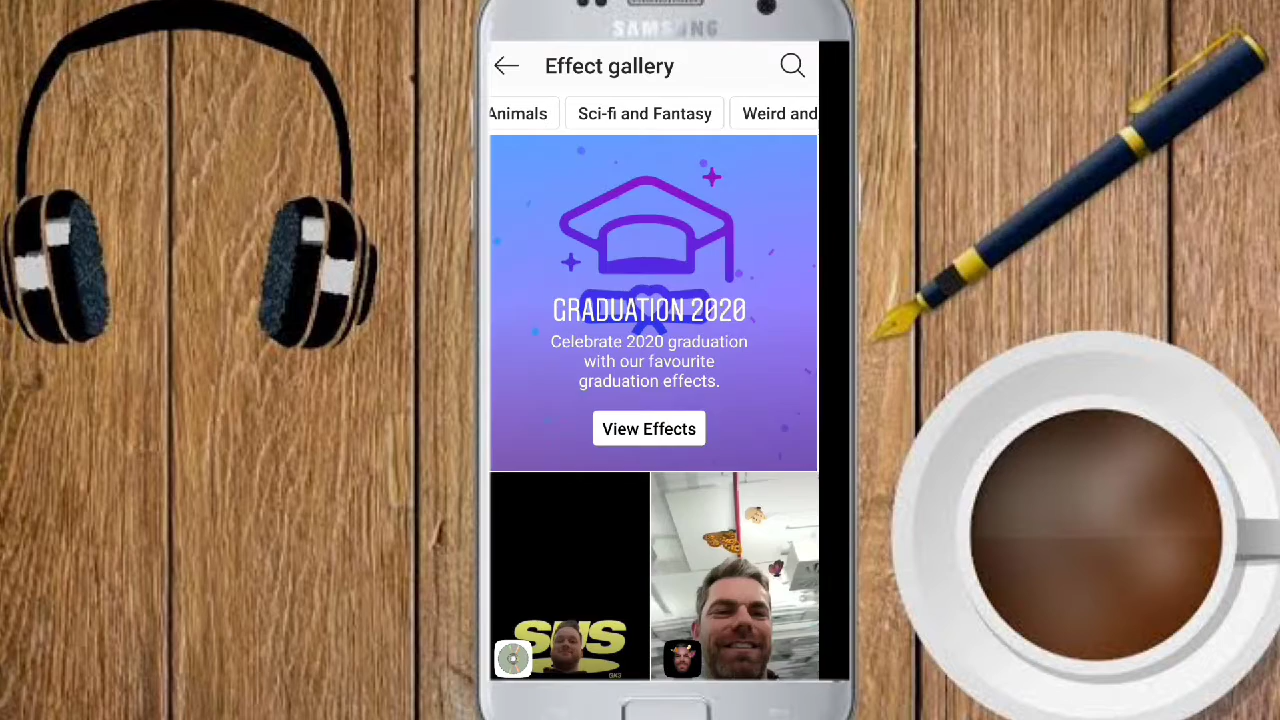 SAMSUNG
Effect gallery
Animals
Sci-fi and Fantasy
Weird and
GRADUATION 2020
Celebrate 2020 graduation
with our favourite
graduation effects.
View Effects
SUS